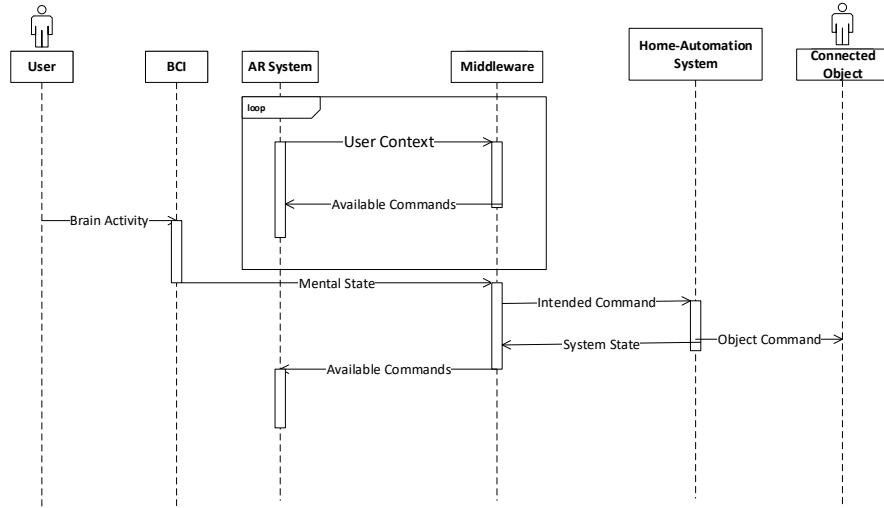 User
BCI
AR System
Middleware
Home-Automation
System
Connected
Object
loop
User Context
Available Commands
Brain Activity
Mental State
Intended Command
System State
Object Command
Available Commands